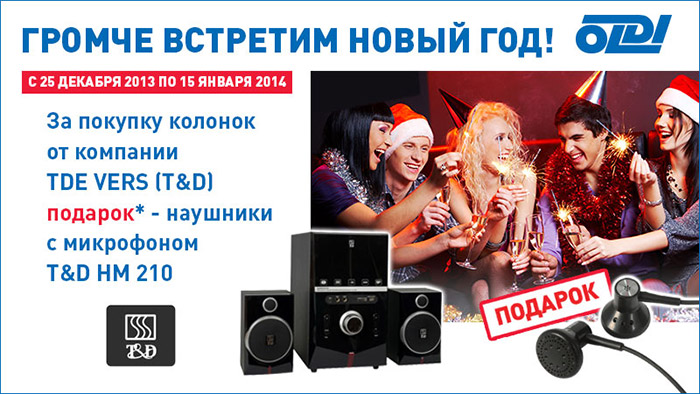 ГРОМЧЕ ВСТРЕТИМ НОВЫЙ ГОД!
OLDI
С 25 ДЕКАБРЯ 2013 ПО 15 ЯНВАРЯ 2014
За покупку колонок
от компании
TDE VERS (T&D)
подарок* - наушники
с микрофоном
T&D HM 210
T&D
ПОДАРОК